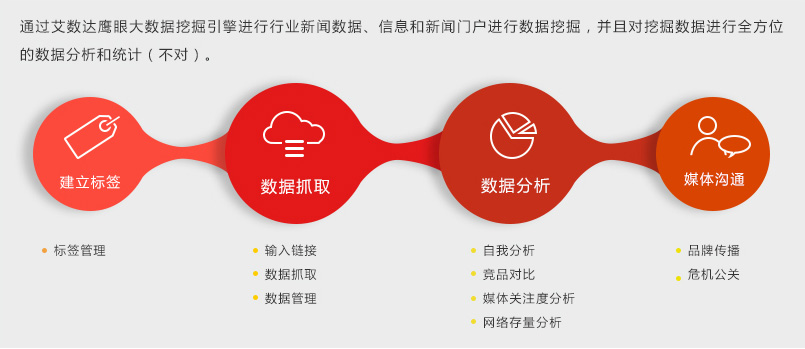 通过艾数达鹰眼大数据挖掘引擎进行行业新闻数据、信息和新闻门户进行数据挖掘，并且对挖掘数据进行全方位
的数据分析和统计（不对）。
建立标签
数据抓取
数据分析
媒体沟通
标签管理
输入链接
数据抓取
数据管理
自我分析
竞品对比
媒体关注度分析
网络存量分析
品牌传播
危机公关